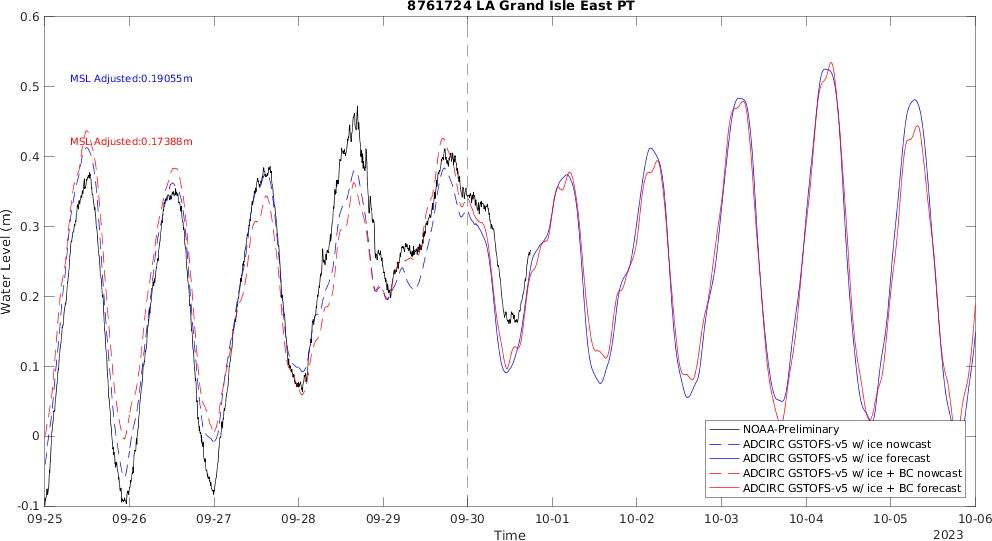 8761724 LA Grand Isle East PT
0.6
0.5
0.4
0.3
0.2
0.1
0
-0.1
Water Level (m)
MSL Adjusted:0.19055m
MSL Adjusted:0.17388m
NOAA-Preliminary
ADCIRC GSTOFS-v5 w/ ice nowcast
ADCIRC GSTOFS-v5 w/ ice forecast
ADCIRC GSTOFS-v5 w/ ice + BC nowcast
ADCIRC GSTOFS-v5 w/ ice + BC forecast
09-25 09-26 09-27 09-28 09-29 09-30 10-01 10-02 10-03 10-04 10-05 10-06
Time
2023